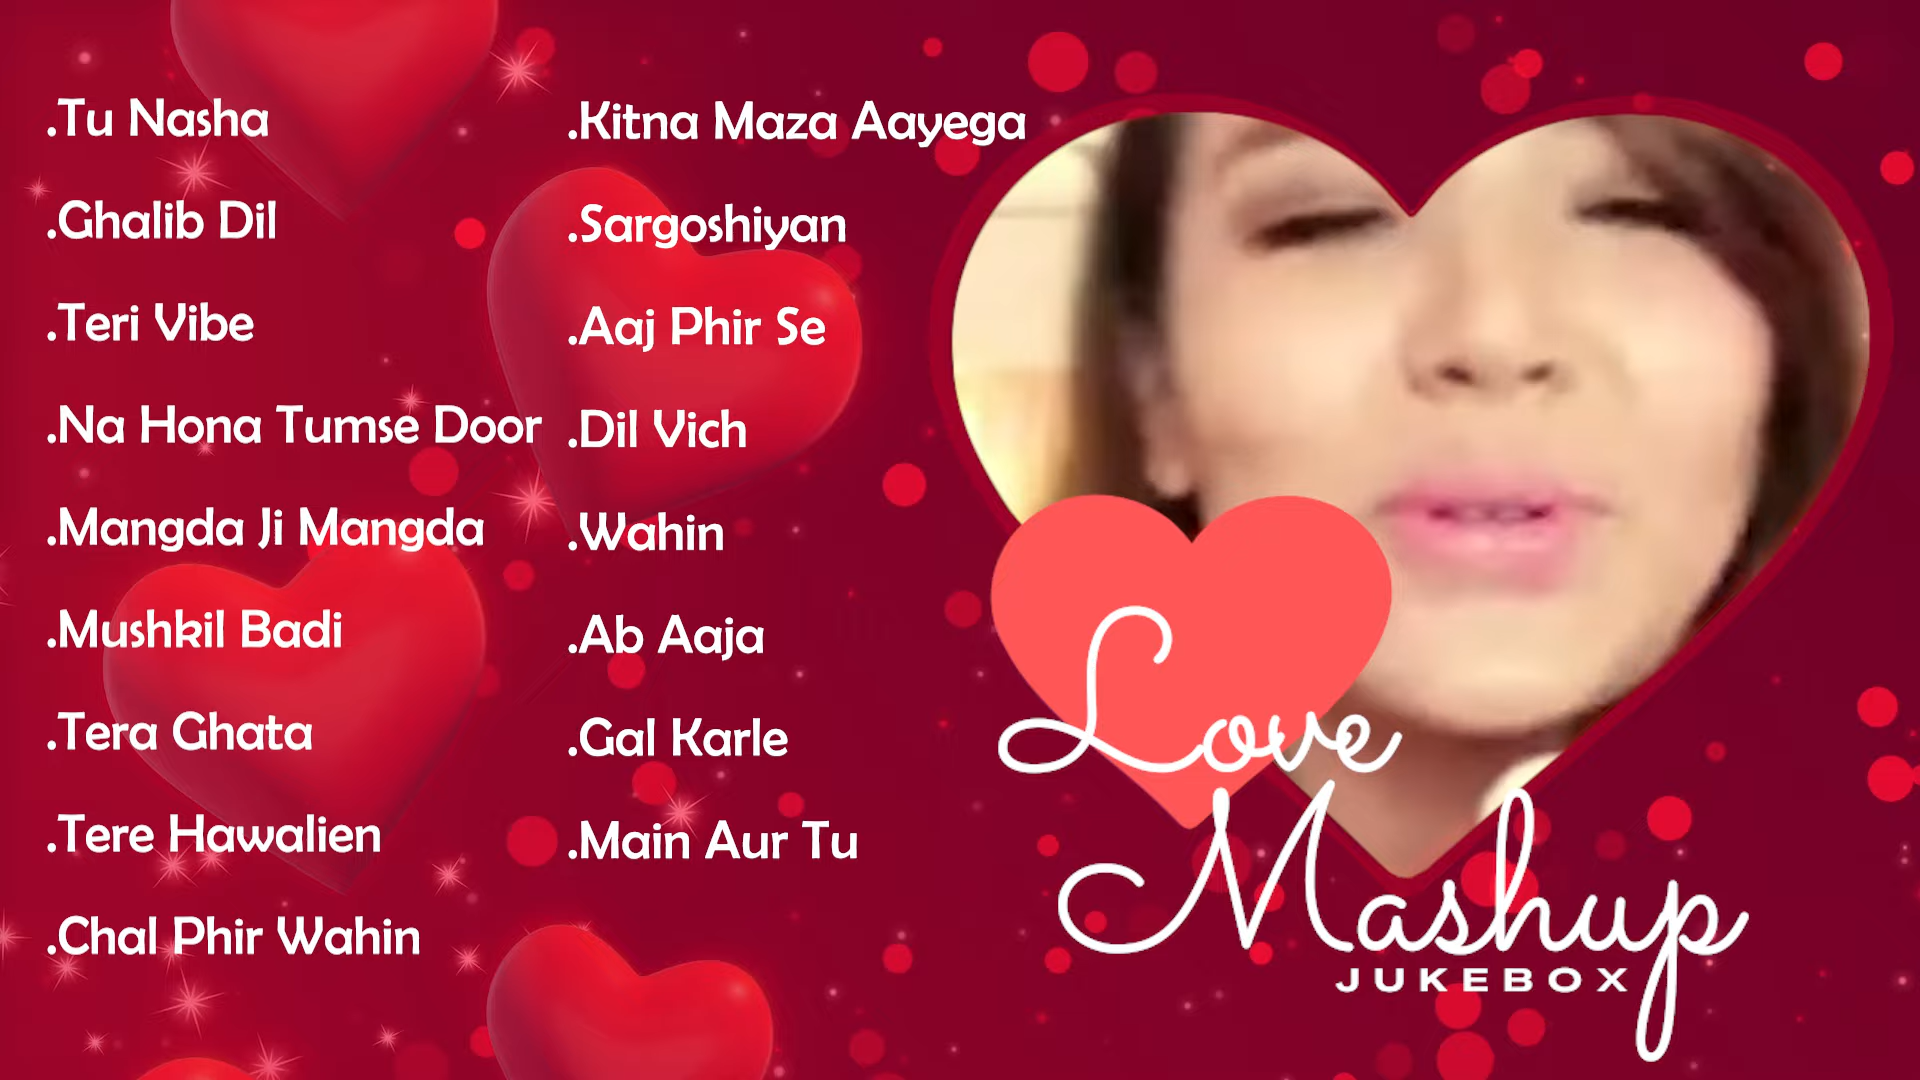 .Tu Nasha
.Ghalib Dil
.Teri Vibe
.Na Hona Tumse Door
.Mangda Ji Mangda
.Mushkil Badi
.Tera Ghata
.Tere Hawalien
.Chal Phir Wahin
.Kitna Maza Aayega
.Sargoshiyan
.Aaj Phir Se
.Dil Vich
.Wahin
.Ab Aaja
.Gal Karle
.Main Aur Tu
Love
Mashup
JUKEBOX